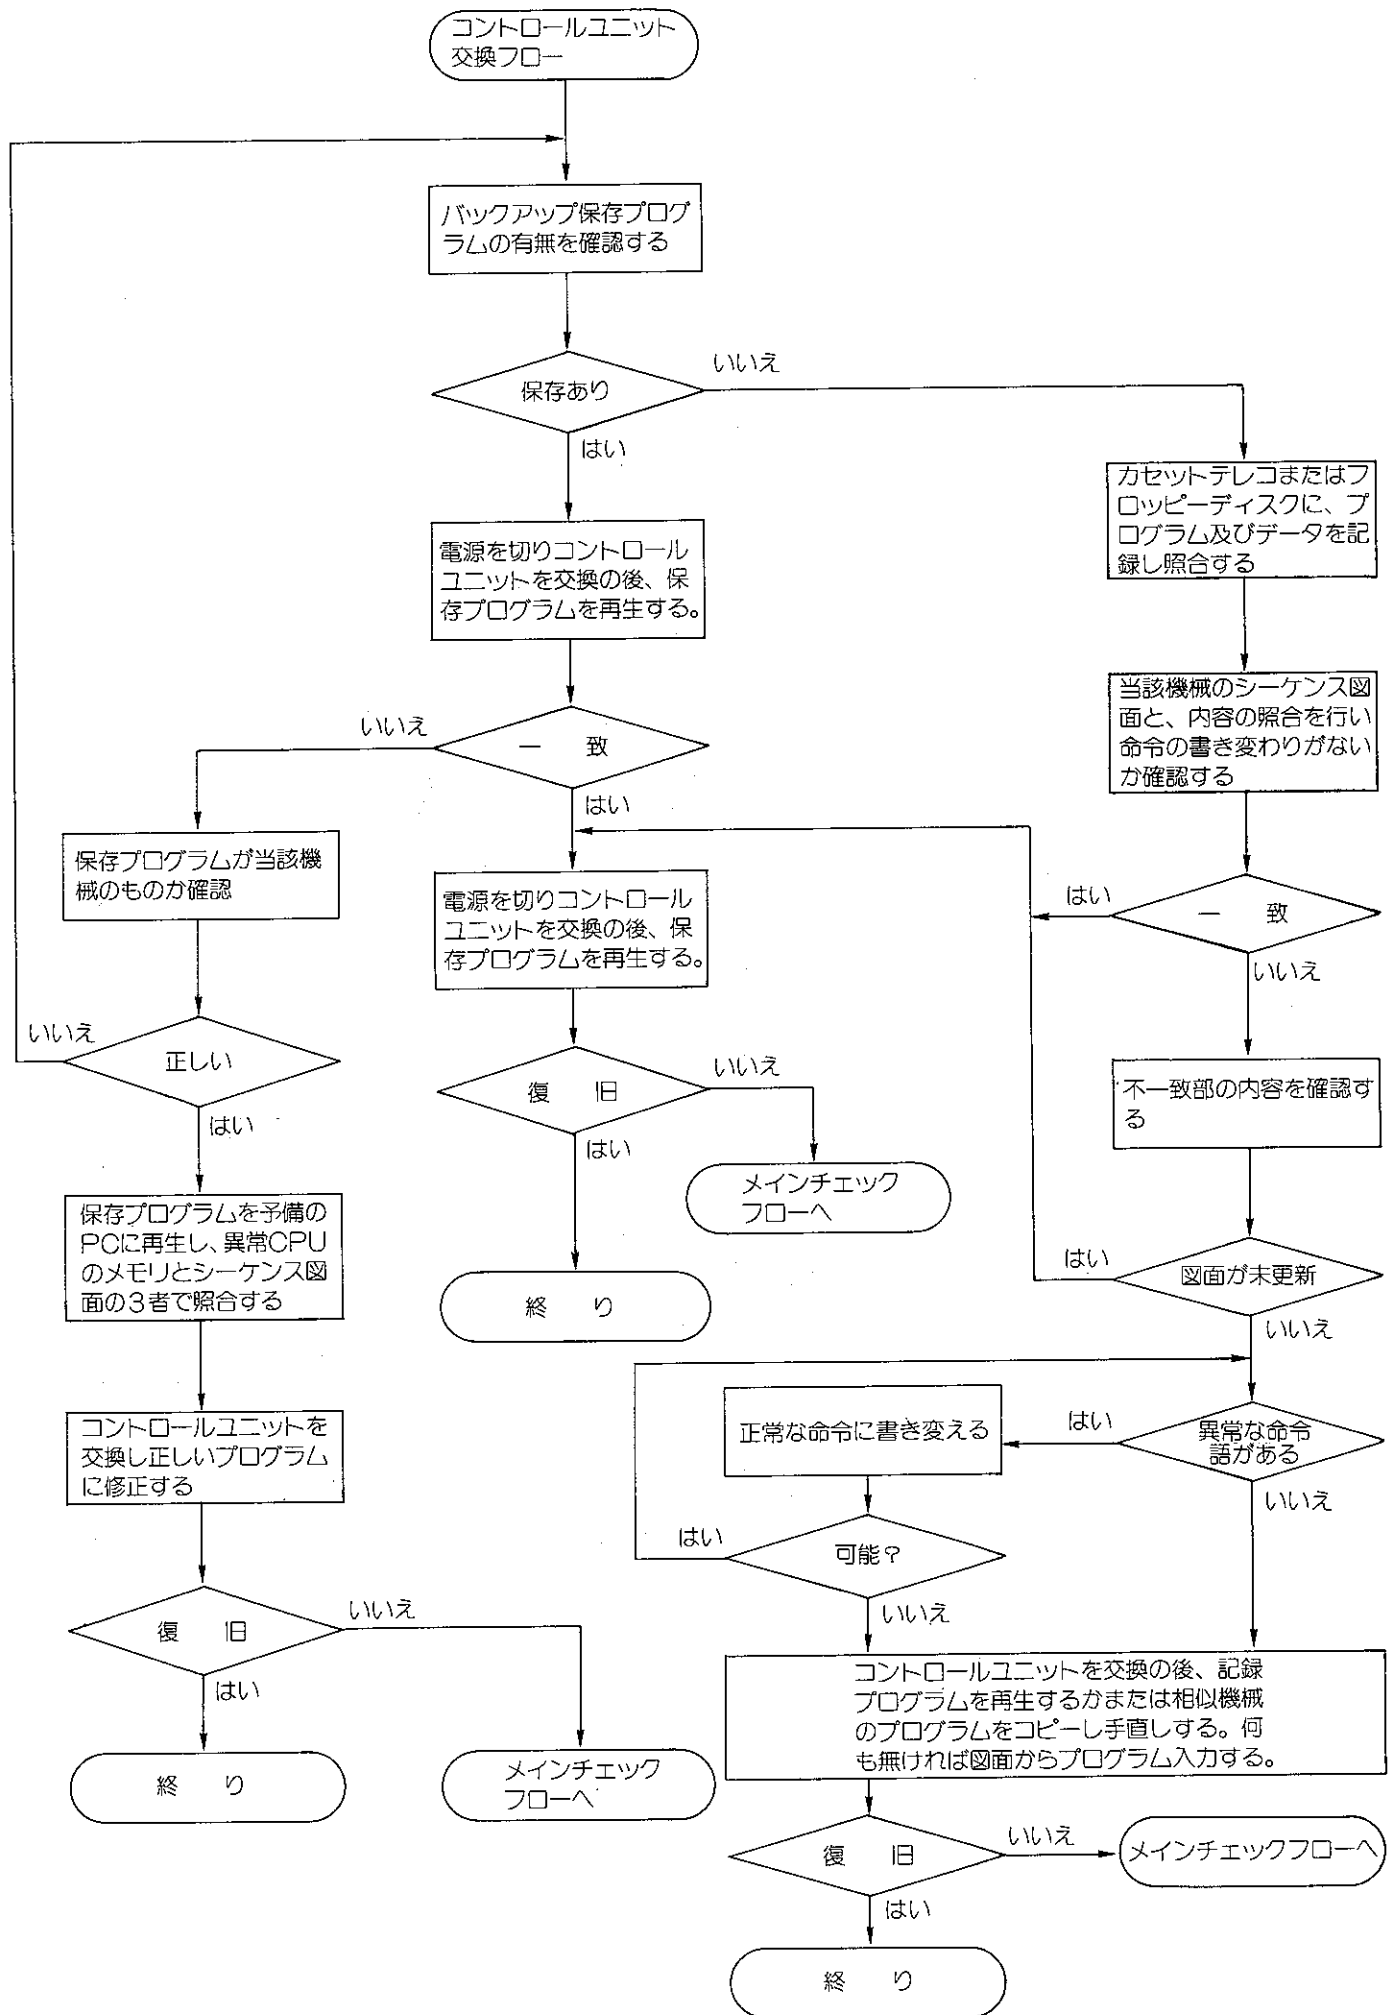 コントロールユニット
交換フロー
バックアップ保存プログ
ラムの有無を確認する
保存あり
いいえ
はい
カセットテレコまたはフ
ロッピーディスクに、プ
ログラム及びデータを記
録し照合する
電源を切りコントロール
ユニットを交換の後、保
存プログラムを再生する。
当該機械のシーケンス図
面と、内容の照合を行い
命令の書き変わりがない
か確認する
一 致
いいえ
はい
保存プログラムが当該機
械のものか確認
電源を切りコントロール
ユニットを交換の後、保
存プログラムを再生する。
一 致
はい
いいえ
正しい
いいえ
はい
復 旧
いいえ
はい
不一致部の内容を確認す
る
メインチェック
フローへ
終 り
保存プログラムを予備の
PCに再生し、異常CPU
のメモリとシーケンス図
面の3者で照合する
図面が未更新
はい
いいえ
コントロールユニットを
交換し正しいプログラム
に修正する
正常な命令に書き変える
はい
異常な命令
語がある
いいえ
はい
可能?
いいえ
復 旧
いいえ
はい
コントロールユニットを交換の後、記録
プログラムを再生するかまたは相似機械
のプログラムをコピーし手直しする。何
も無ければ図面からプログラム入力する。
終 り
メインチェック
フローへ
復 旧
いいえ
メインチェックフローへ
はい
終 り